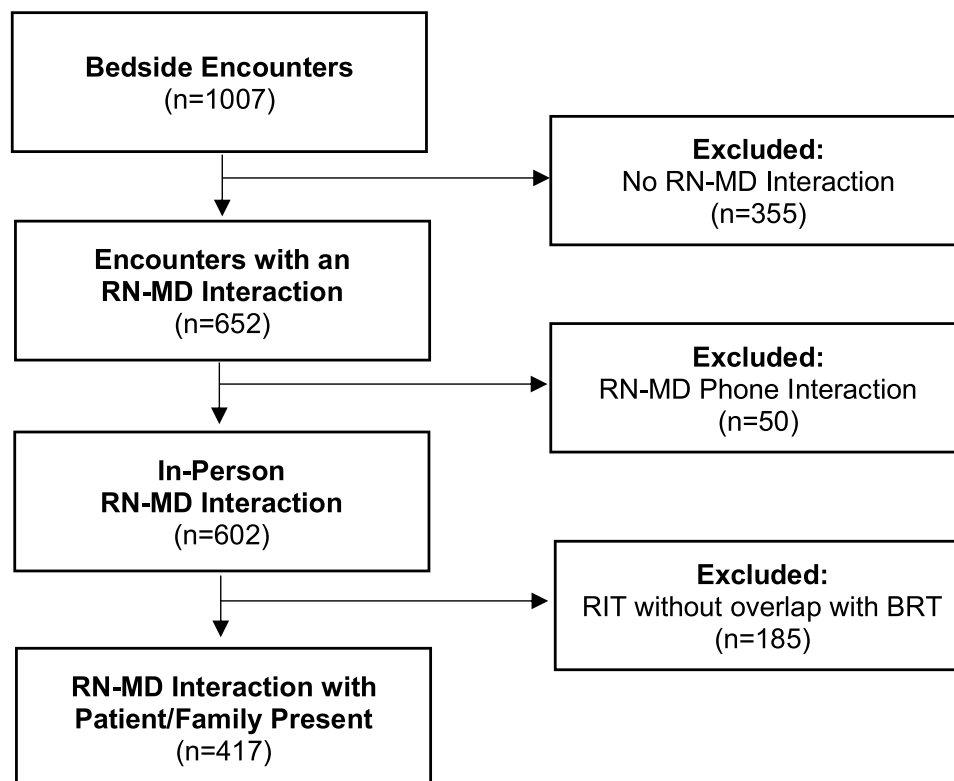 Bedside Encounters
(n=1007)
Excluded:
No RN-MD Interaction
(n=355)
Encounters with an
RN-MD Interaction
(n=652)
Excluded:
RN-MD Phone Interaction
(n=50)
In-Person
RN-MD Interaction
(n=602)
Excluded:
RIT without overlap with BRT
(n=185)
RN-MD Interaction with
Patient/Family Present
(n=417)